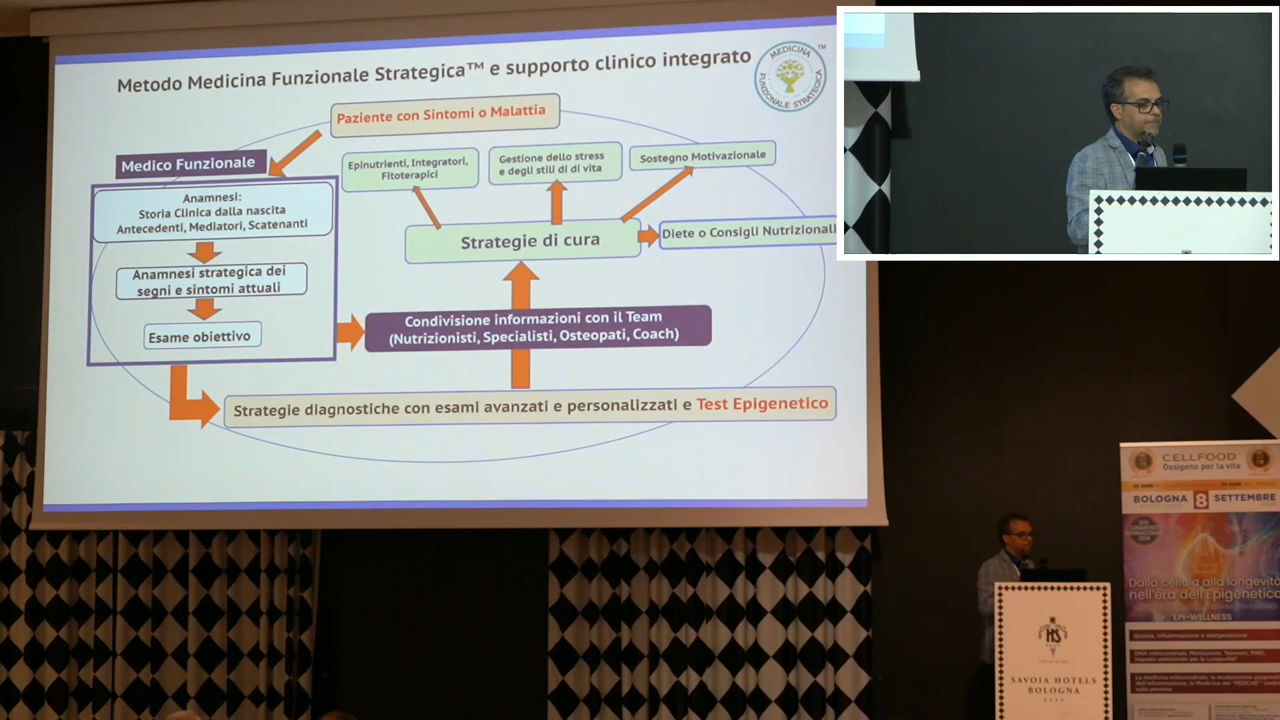 Metodo Medicina Funzionale Strategica™ e supporto clinico integrato
MEDICINA
FUNZIONALE STRATEGICA
TM
Paziente con Sintomi o Malattia
Medico Funzionale
Anamnesi:
Storia Clinica dalla nascita
Antecedenti, Mediatori, Scatenanti
Anamnesi strategica dei
segni e sintomi attuali
Esame obiettivo
Epinutrienti, Integratori,
Fitoterapici
Gestione dello stress
e degli stili di di vita
Sostegno Motivazionale
Strategie di cura
Diete o Consigli Nutrizionali
Condivisione informazioni con il Team
(Nutrizionisti, Specialisti, Osteopati, Coach)
Strategie diagnostiche con esami avanzati e personalizzati e Test Epigenetico
HS
SAVOIA HOTELS
BOLOGNA
CELLFOOD
Ossigeno per la vita
BOLOGNA 8 SETTEMBRE
Dalla cellula alla longevità
nell'era dell'Epigenetica
EPI-WELLNESS